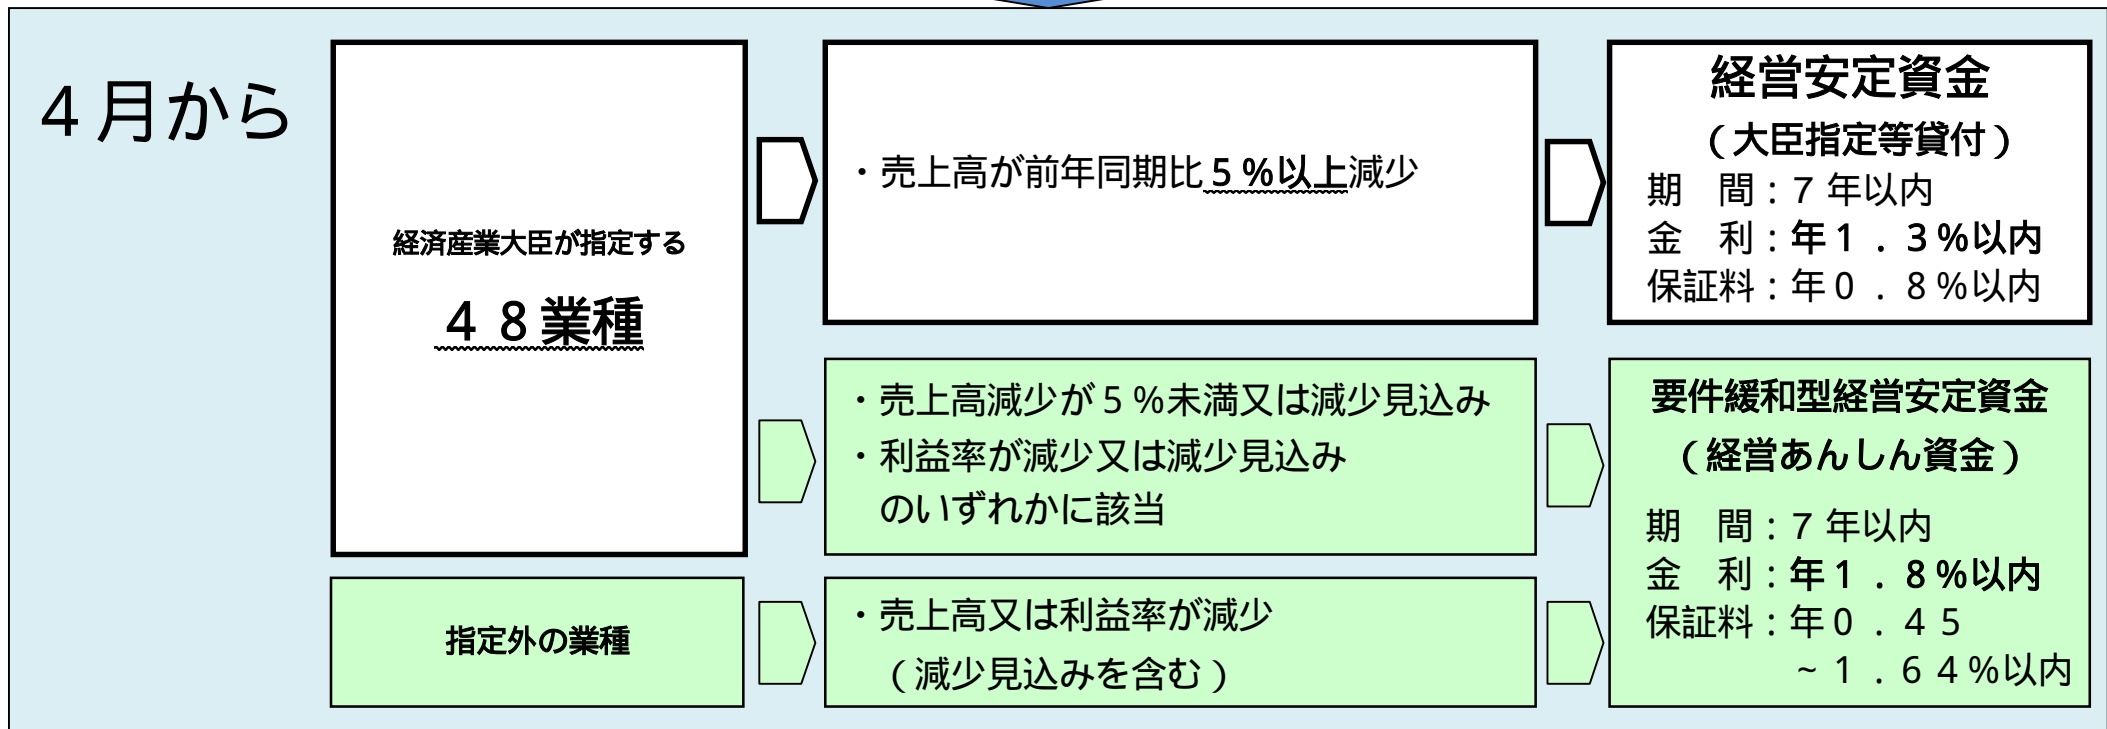 ４月から
経済産業大臣が指定する
４８業種
・売上高が前年同期比５％以上減少
経営安定資金
（大臣指定等貸付）
期　間：７年以内
金　利：年１．３％以内
保証料：年０．８％以内
・売上高減少が５％未満又は減少見込み
・利益率が減少又は減少見込み
のいずれかに該当
要件緩和型経営安定資金
（経営あんしん資金）
期　間：７年以内
金　利：年１．８％以内
保証料：年０．４５
～１．６４％以内
指定外の業種
・売上高又は利益率が減少
（減少見込みを含む）